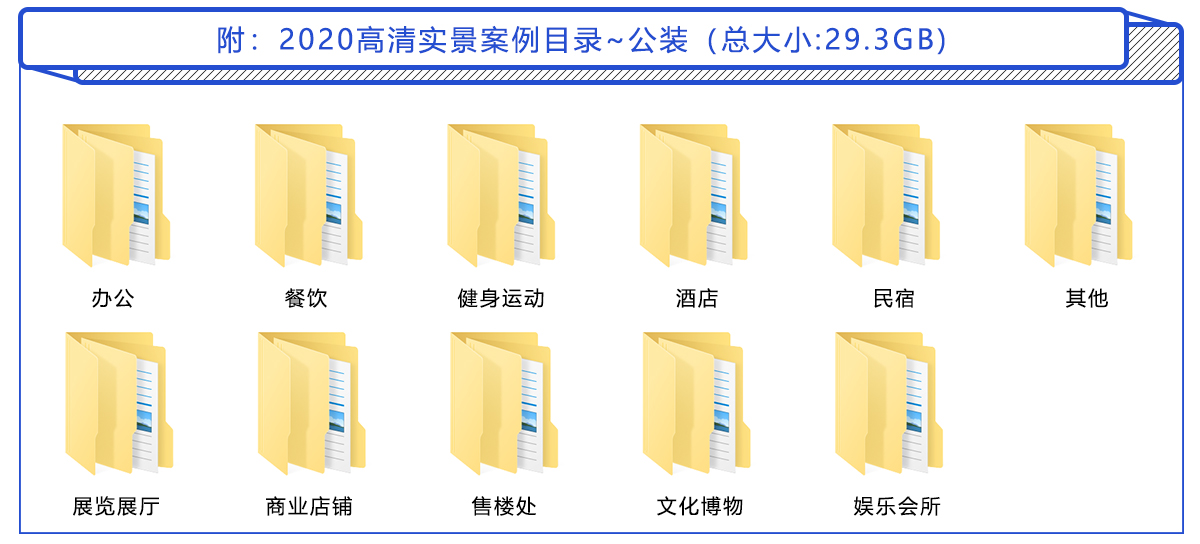 附：2020高清实景案例目录~公装（总大小:29.3GB）
办公 餐饮 健身运动 酒店 民宿 其他
展览展厅 商业店铺 售楼处 文化博物 娱乐会所